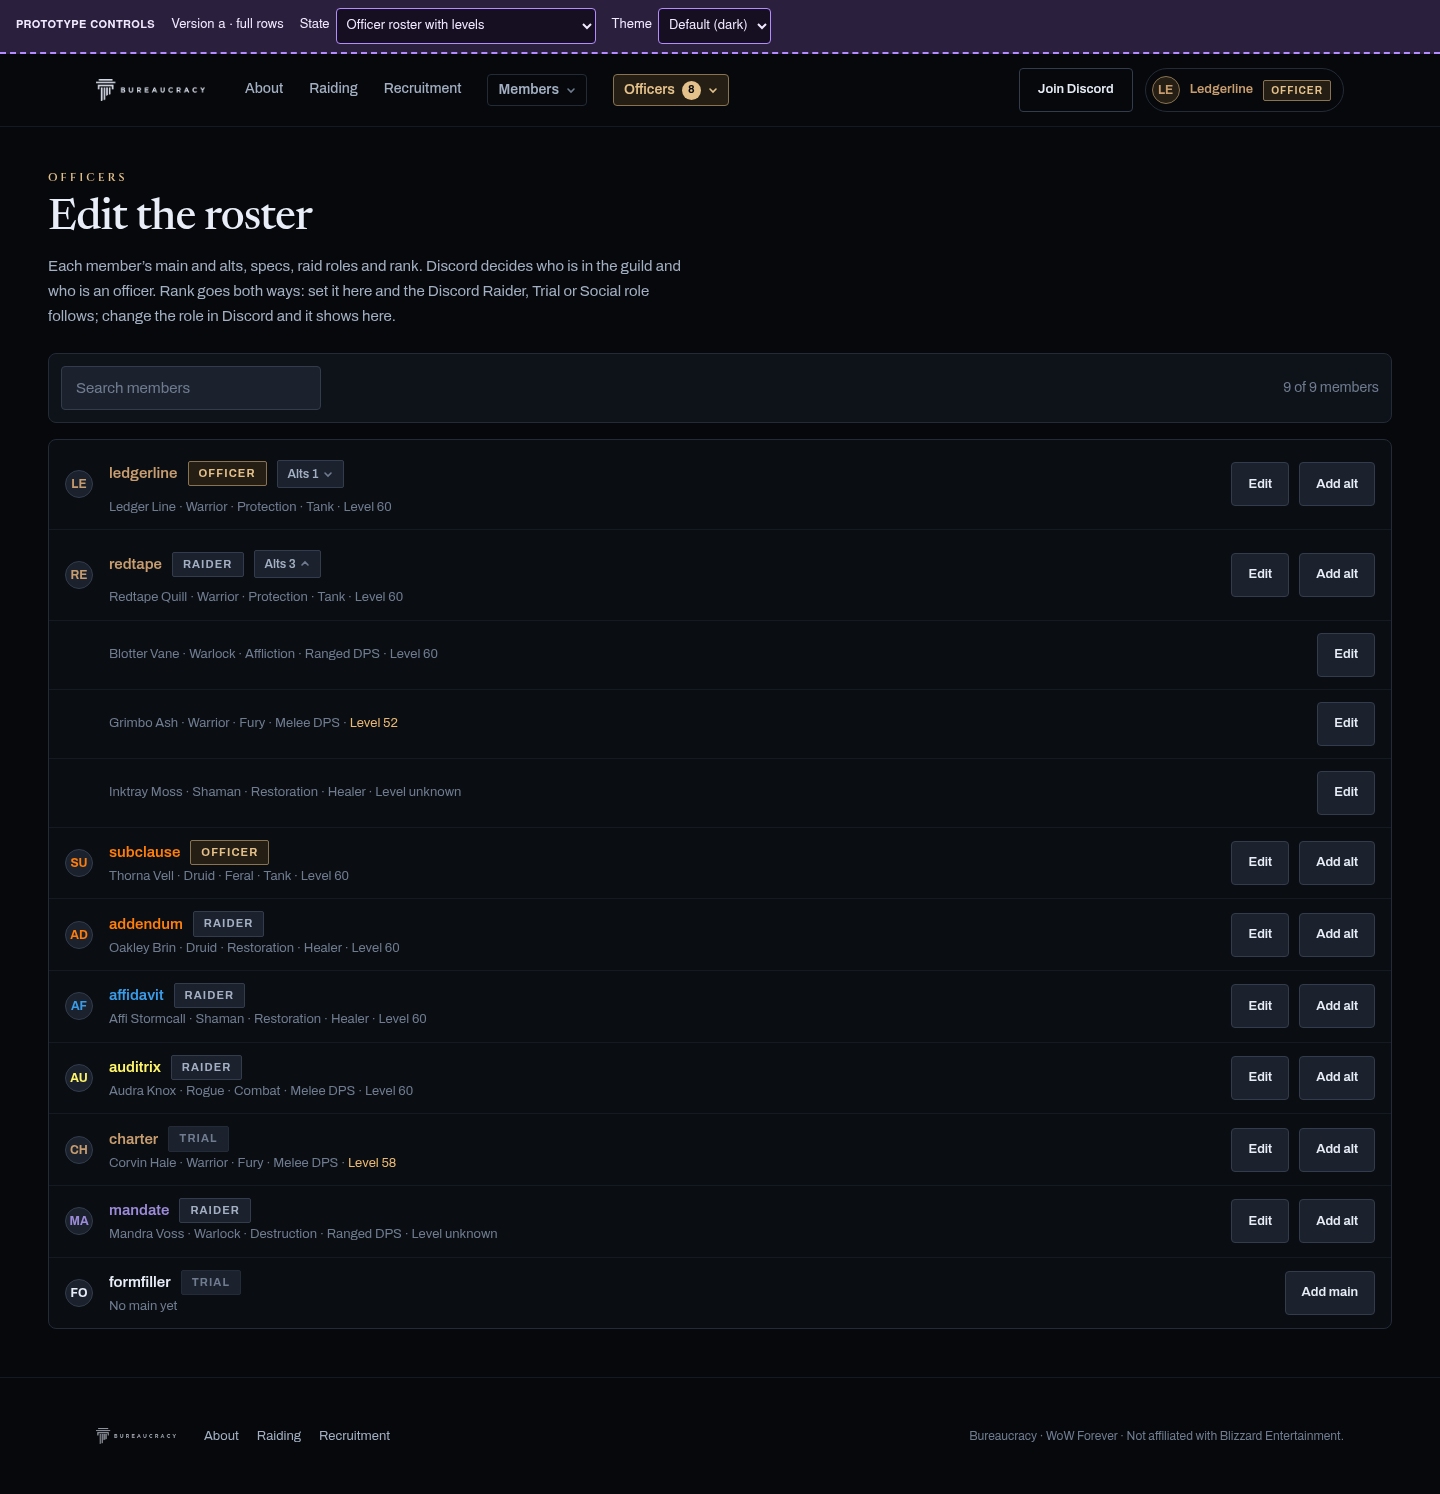 PROTOTYPE CONTROLS Version a · full rows State Officer roster with levels Theme Default (dark)
BUREAUCRACY About Raiding Recruitment Members Officers 8 Join Discord LE Ledgerline OFFICER
OFFICERS
Edit the roster
Each member’s main and alts, specs, raid roles and rank. Discord decides who is in the guild and
who is an officer. Rank goes both ways: set it here and the Discord Raider, Trial or Social role
follows; change the role in Discord and it shows here.
Search members 9 of 9 members
LE ledgerline OFFICER Alts 1 Edit Add alt
Ledger Line · Warrior · Protection · Tank · Level 60
RE redtape RAIDER Alts 3 Edit Add alt
Redtape Quill · Warrior · Protection · Tank · Level 60
Blotter Vane · Warlock · Affliction · Ranged DPS · Level 60 Edit
Grimbo Ash · Warrior · Fury · Melee DPS · Level 52 Edit
Inktray Moss · Shaman · Restoration · Healer · Level unknown Edit
SU subclause OFFICER Edit Add alt
Thorna Vell · Druid · Feral · Tank · Level 60
AD addendum RAIDER Edit Add alt
Oakley Brin · Druid · Restoration · Healer · Level 60
AF affidavit RAIDER Edit Add alt
Affi Stormcall · Shaman · Restoration · Healer · Level 60
AU auditrix RAIDER Edit Add alt
Audra Knox · Rogue · Combat · Melee DPS · Level 60
CH charter TRIAL Edit Add alt
Corvin Hale · Warrior · Fury · Melee DPS · Level 58
MA mandate RAIDER Edit Add alt
Mandra Voss · Warlock · Destruction · Ranged DPS · Level unknown
FO formfiller TRIAL Add main
No main yet
BUREAUCRACY About Raiding Recruitment Bureaucracy · WoW Forever · Not affiliated with Blizzard Entertainment.